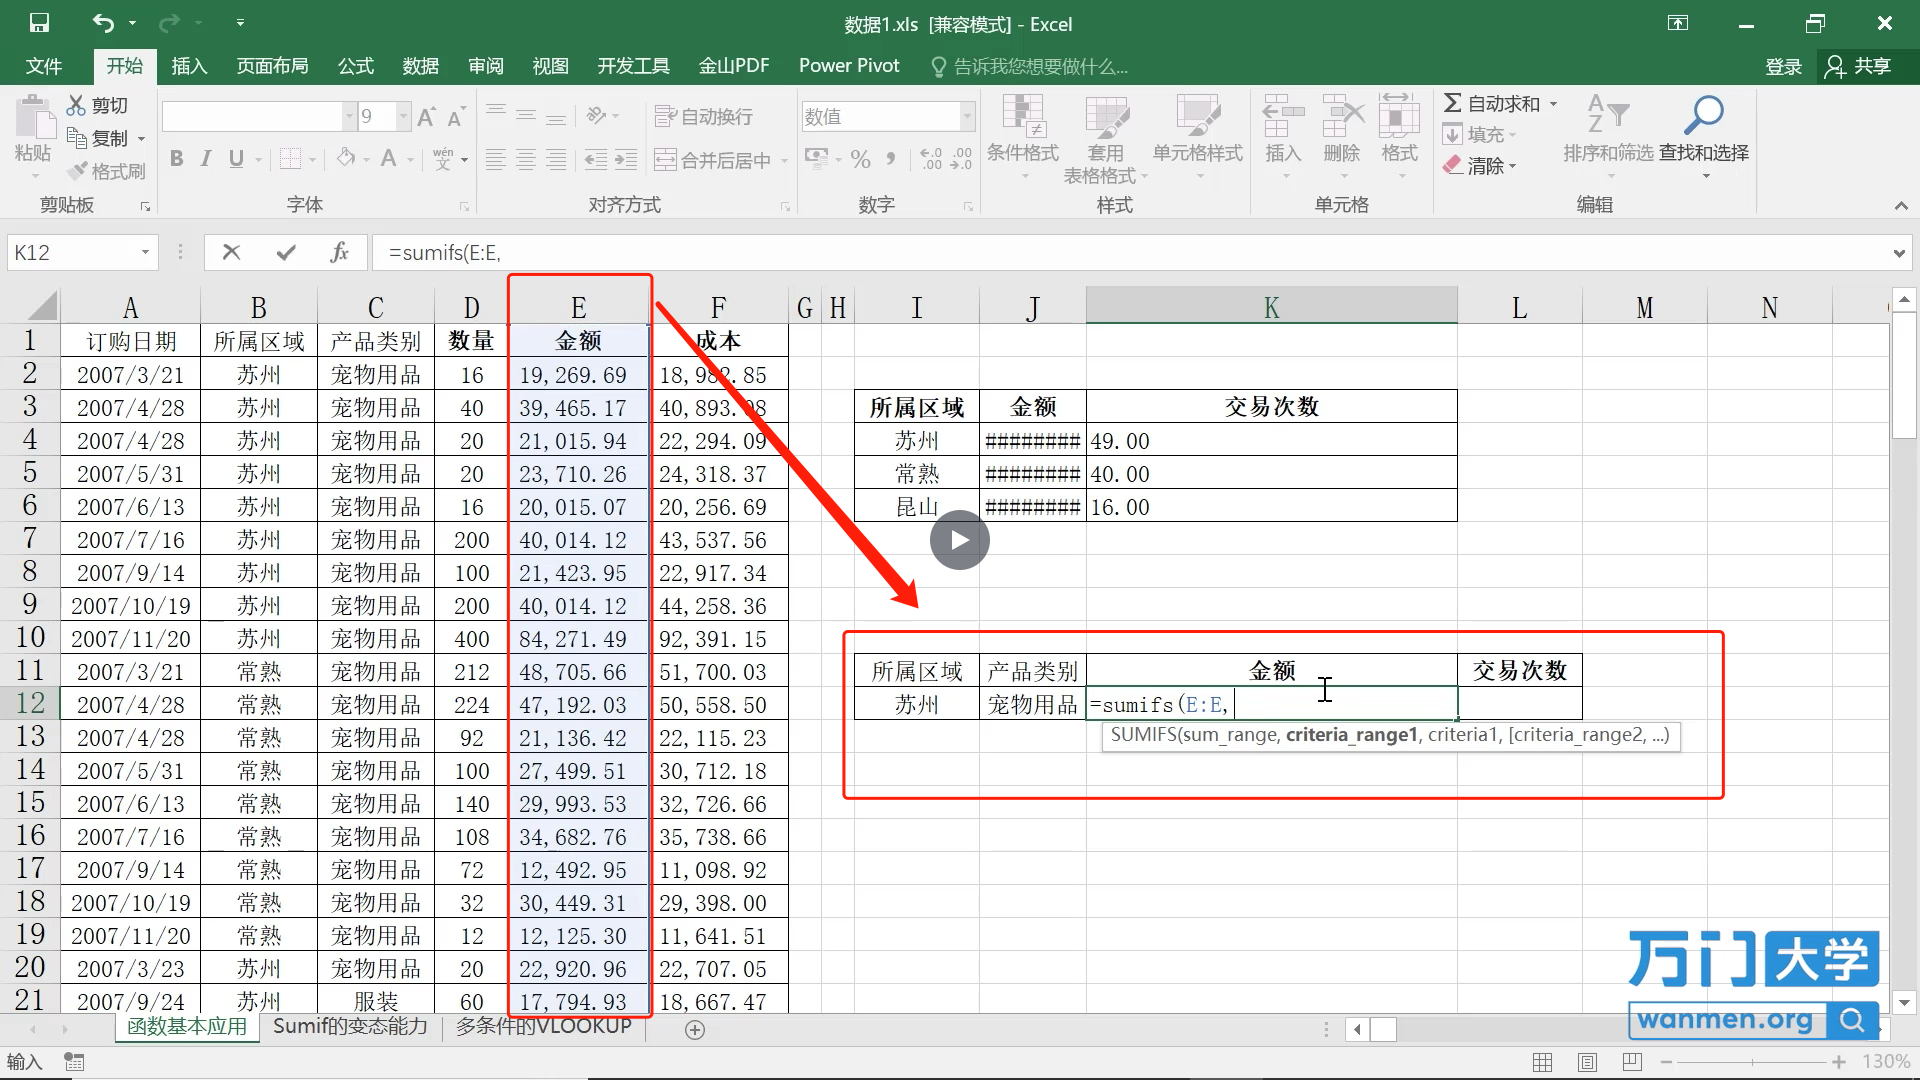 数据1.xls [兼容模式] - Excel
文件 开始 插入 页面布局 公式 数据 审阅 视图 开发工具 金山PDF Power Pivot 告诉我您想要做什么... 登录 共享
粘贴 剪切 复制 格式刷 剪贴板
9 A A B I U A wén 文 字体
自动换行 合并后居中 对齐方式
数值 % , .0 .00 .00 .0 数字
条件格式 套用表格格式 单元格样式 样式
插入 删除 格式 单元格
Σ 自动求和 填充 清除 排序和筛选 查找和选择 编辑
K12 fx =sumifs(E:E,
A B C D E F G H I J K L M N
1 订购日期 所属区域 产品类别 数量 金额 成本
2 2007/3/21 苏州 宠物用品 16 19,269.69 18,982.85
3 2007/4/28 苏州 宠物用品 40 39,465.17 40,893.08 所属区域 金额 交易次数
4 2007/4/28 苏州 宠物用品 20 21,015.94 22,294.09 苏州 ######## 49.00
5 2007/5/31 苏州 宠物用品 20 23,710.26 24,318.37 常熟 ######## 40.00
6 2007/6/13 苏州 宠物用品 16 20,015.07 20,256.69 昆山 ######## 16.00
7 2007/7/16 苏州 宠物用品 200 40,014.12 43,537.56
8 2007/9/14 苏州 宠物用品 100 21,423.95 22,917.34
9 2007/10/19 苏州 宠物用品 200 40,014.12 44,258.36
10 2007/11/20 苏州 宠物用品 400 84,271.49 92,391.15
11 2007/3/21 常熟 宠物用品 212 48,705.66 51,700.03 所属区域 产品类别 金额 交易次数
12 2007/4/28 常熟 宠物用品 224 47,192.03 50,558.50 苏州 宠物用品 =sumifs(E:E,
13 2007/4/28 常熟 宠物用品 92 21,136.42 22,115.23 SUMIFS(sum_range, criteria_range1, criteria1, [criteria_range2, ...)
14 2007/5/31 常熟 宠物用品 100 27,499.51 30,712.18
15 2007/6/13 常熟 宠物用品 140 29,993.53 32,726.66
16 2007/7/16 常熟 宠物用品 108 34,682.76 35,738.66
17 2007/9/14 常熟 宠物用品 72 12,492.95 11,098.92
18 2007/10/19 常熟 宠物用品 32 30,449.31 29,398.00
19 2007/11/20 常熟 宠物用品 12 12,125.30 11,641.51
20 2007/3/23 苏州 宠物用品 20 22,920.96 22,707.05
21 2007/9/24 苏州 服装 60 17,794.93 18,667.47
万门大学
wanmen.org
函数基本应用 Sumif的变态能力 多条件的VLOOKUP
输入 130%